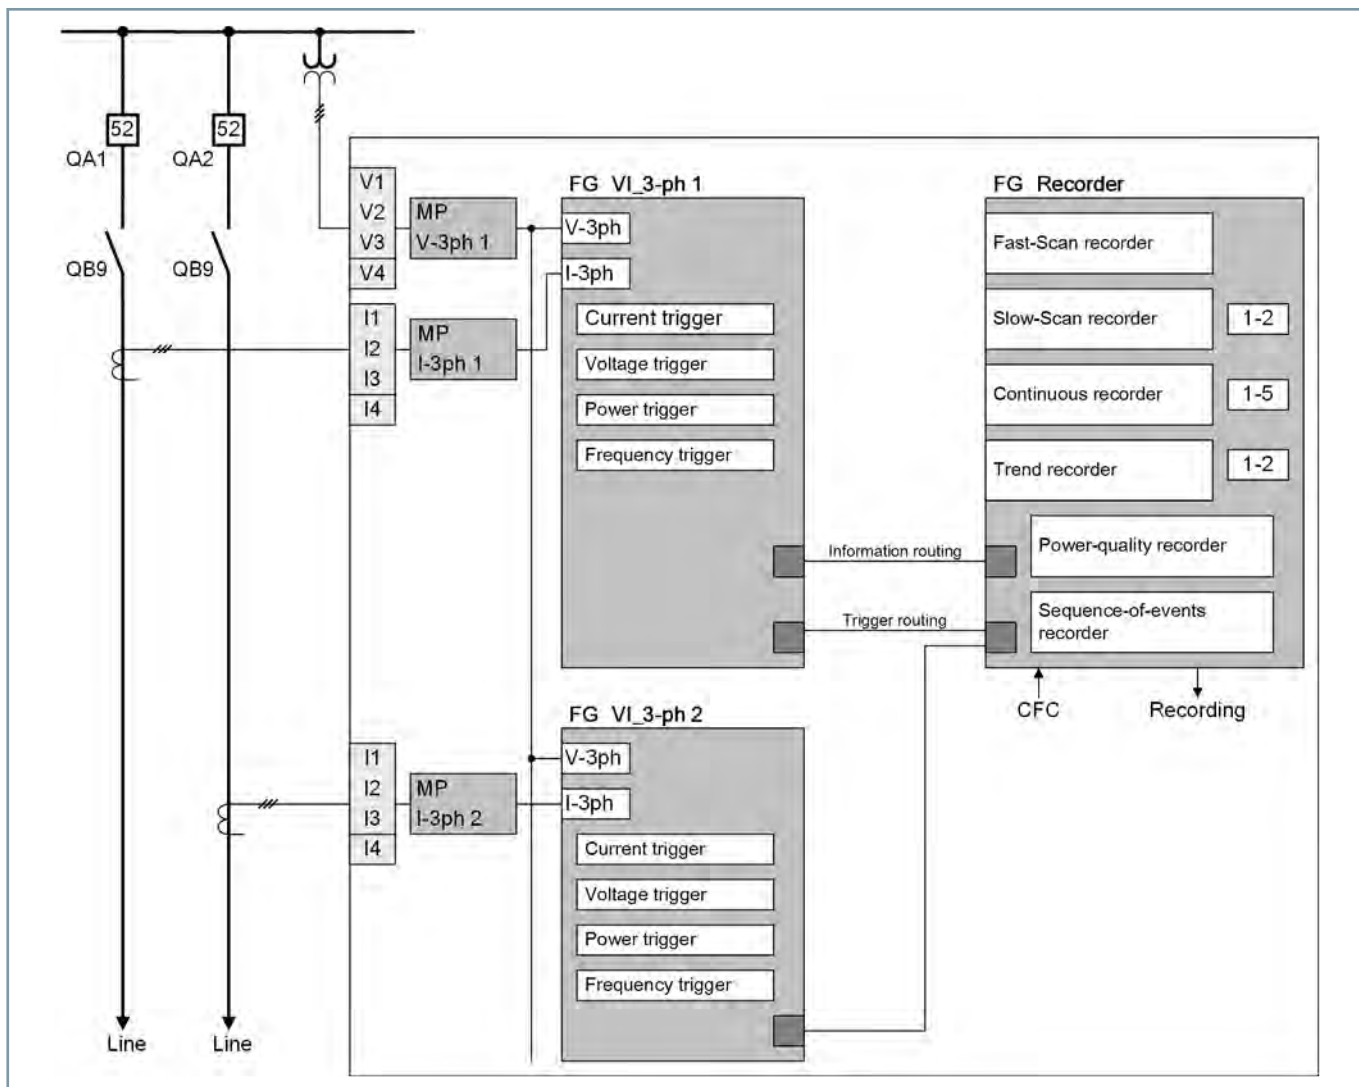 52
52
QA1
QA2
QB9
QB9
V1
V2
V3
V4
MP
V-3ph 1
I1
I2
I3
I4
MP
I-3ph 1
FG VI_3-ph 1
V-3ph
I-3ph
Current trigger
Voltage trigger
Power trigger
Frequency trigger
Information routing
Trigger routing
FG Recorder
Fast-Scan recorder
Slow-Scan recorder
1-2
Continuous recorder
1-5
Trend recorder
1-2
Power-quality recorder
Sequence-of-events
recorder
CFC
Recording
I1
I2
I3
I4
MP
I-3ph 2
FG VI_3-ph 2
V-3ph
I-3ph
Current trigger
Voltage trigger
Power trigger
Frequency trigger
Line
Line